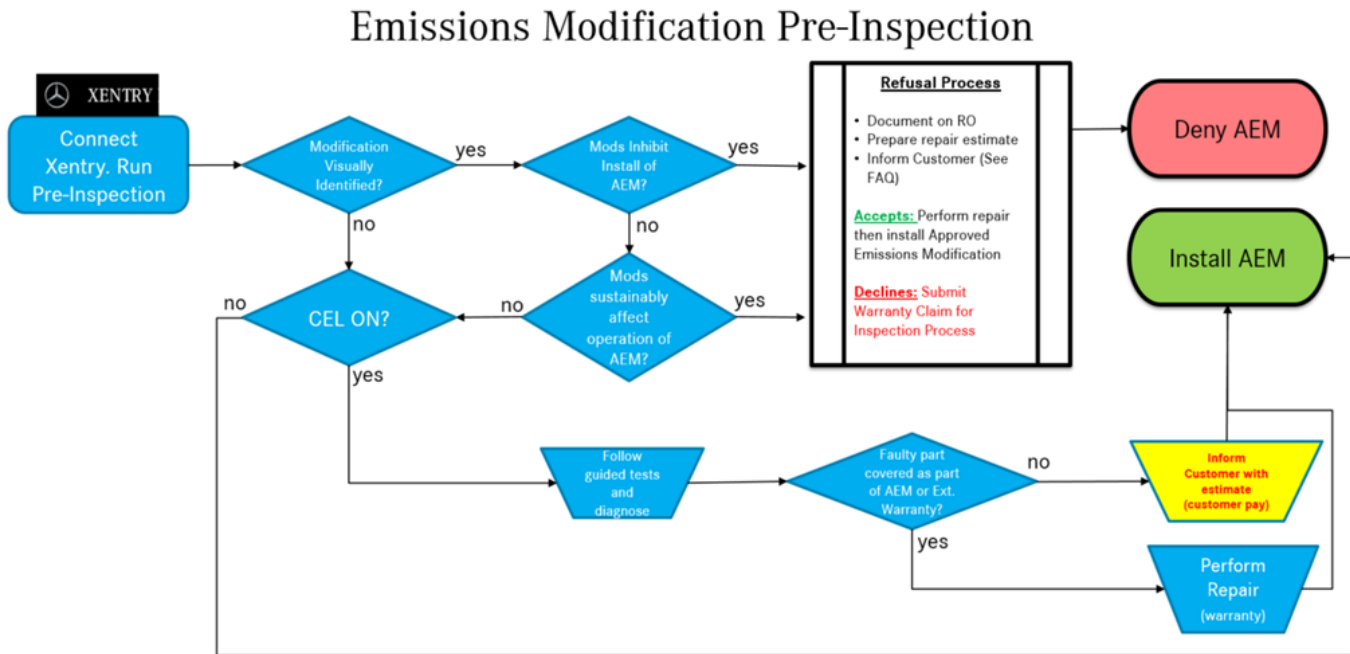 Emissions Modification Pre-Inspection
XENTRY
Connect
Xentry. Run
Pre-Inspection
Modification
Visually
Identified?
yes
no
Mods Inhibit
Install of
AEM?
yes
no
Refusal Process
• Document on RO
• Prepare repair estimate
• Inform Customer (See
FAQ)
Accepts: Perform repair
then install Approved
Emissions Modification
Declines: Submit
Warranty Claim for
Inspection Process
Deny AEM
Install AEM
no
CEL ON?
yes
no
Mods
sustainably
affect
operation of
AEM?
yes
Follow
guided tests
and
diagnose
Faulty part
covered as part
of AEM or Ext.
Warranty?
no
yes
Inform
Customer with
estimate
(customer pay)
Perform
Repair
(warranty)